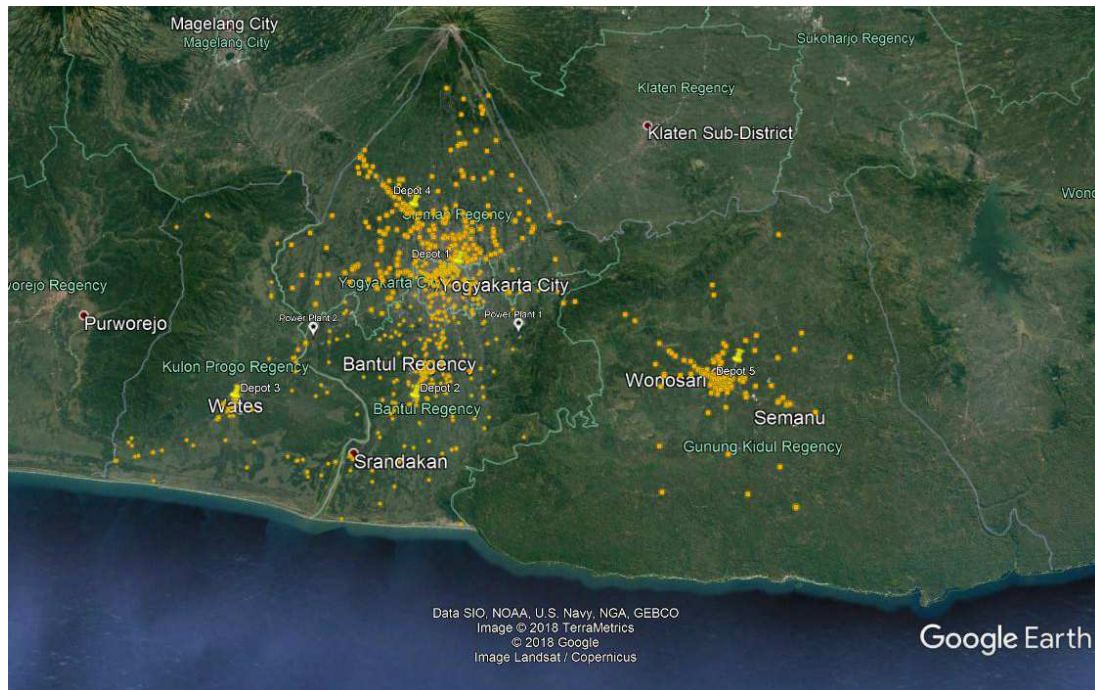 Magelang City
Magelang City
Sukoharjo Regency
Klaten Regency
Klaten Sub-District
Depot 4
Sleman Regency
Depot 1
Yogyakarta City
Yogyakarta City
worejo Regency
Power Plant 2
Power Plant 1
Purworejo
Bantul Regency
Kulon Progo Regency
Wonosari
Depot 5
Depot 3
Depot 2
Wates
Bantul Regency
Semanu
Gunung Kidul Regency
Srandakan
Data SIO, NOAA, U.S. Navy, NGA, GEBCO
Image © 2018 TerraMetrics
© 2018 Google
Image Landsat / Copernicus
Google Earth